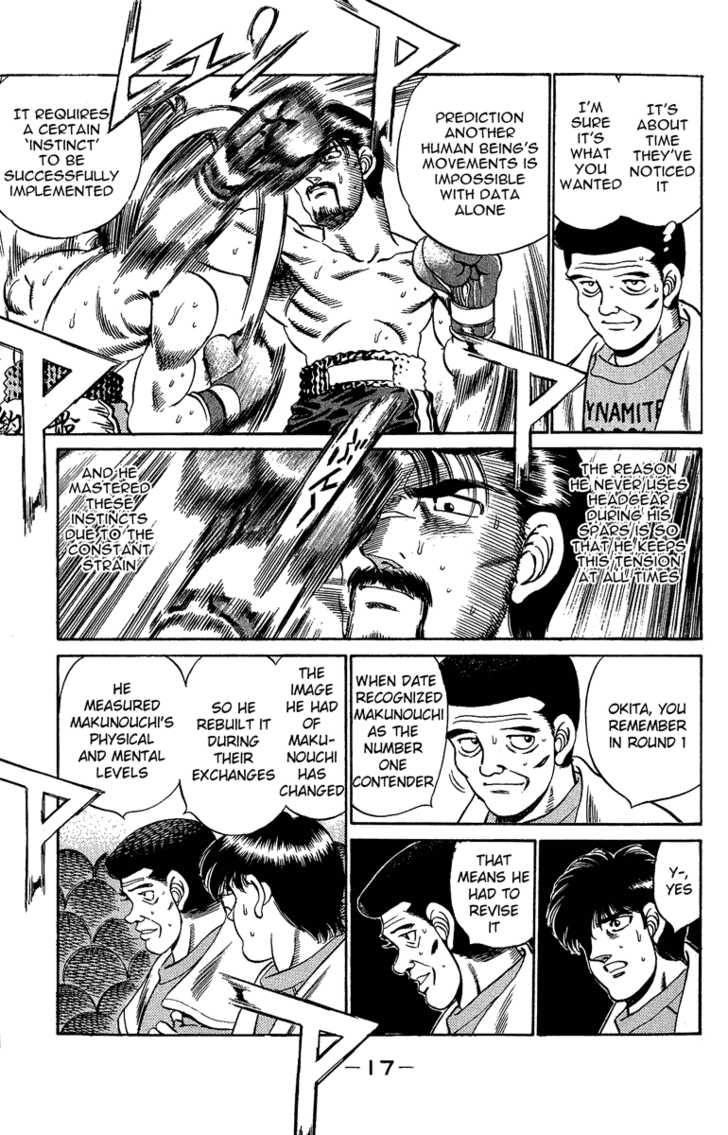 IT'S
ABOUT
TIME
THEY'VE
NOTICED
IT
I'M
SURE
IT'S
WHAT
YOU
WANTED
YNAMITE
PREDICTION
ANOTHER
HUMAN BEING'S
MOVEMENTS IS
IMPOSSIBLE
WITH DATA
ALONE
IT REQUIRES
A CERTAIN
'INSTINCT'
TO BE
SUCCESSFULLY
IMPLEMENTED
THE REASON
HE NEVER USES
HEADGEAR
DURING HIS
SPARS IS SO
THAT HE KEEPS
THIS TENSION
AT ALL TIMES
AND HE
MASTERED
THESE
INSTINCTS
DUE TO THE
CONSTANT
STRAIN
OKITA, YOU
REMEMBER
IN ROUND 1
WHEN DATE
RECOGNIZED
MAKUNOUCHI
AS THE
NUMBER
ONE
CONTENDER
Y-,
YES
THAT
MEANS HE
HAD TO
REVISE
IT
THE
IMAGE
HE HAD
OF
MAKU-
NOUCHI
HAS
CHANGED
SO HE
REBUILT IT
DURING
THEIR
EXCHANGES
HE
MEASURED
MAKUNOUCHI'S
PHYSICAL
AND MENTAL
LEVELS
-17-